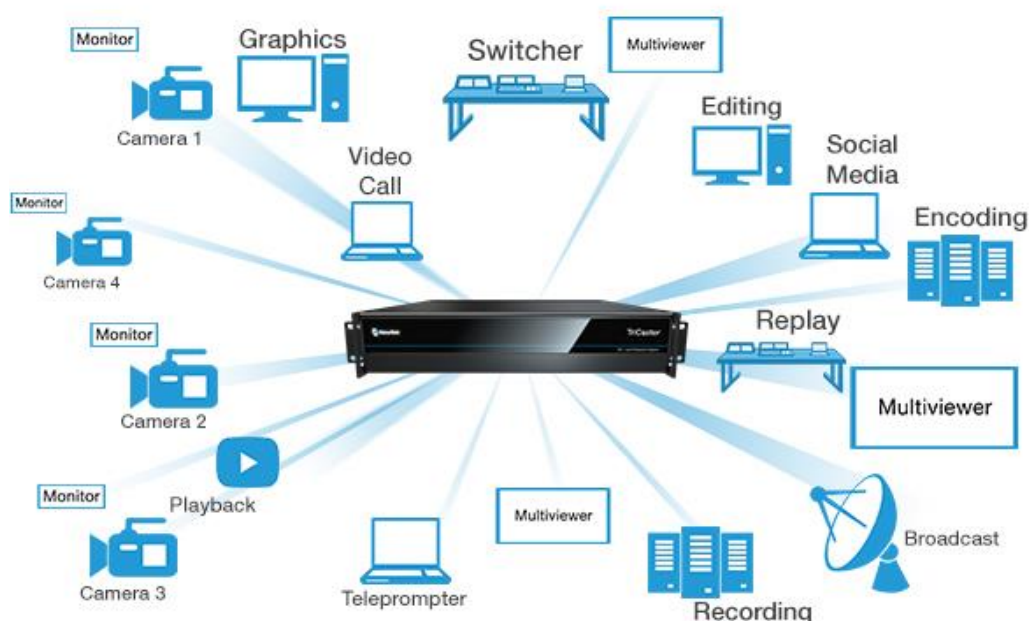 Monitor
Graphics
Switcher
Multiviewer
Camera 1
Editing
Video
Call
Social
Media
Monitor
Encoding
Camera 4
TriCaster
Replay
Monitor
Multiviewer
Camera 2
Monitor
Playback
Multiviewer
Broadcast
Camera 3
Teleprompter
Recording